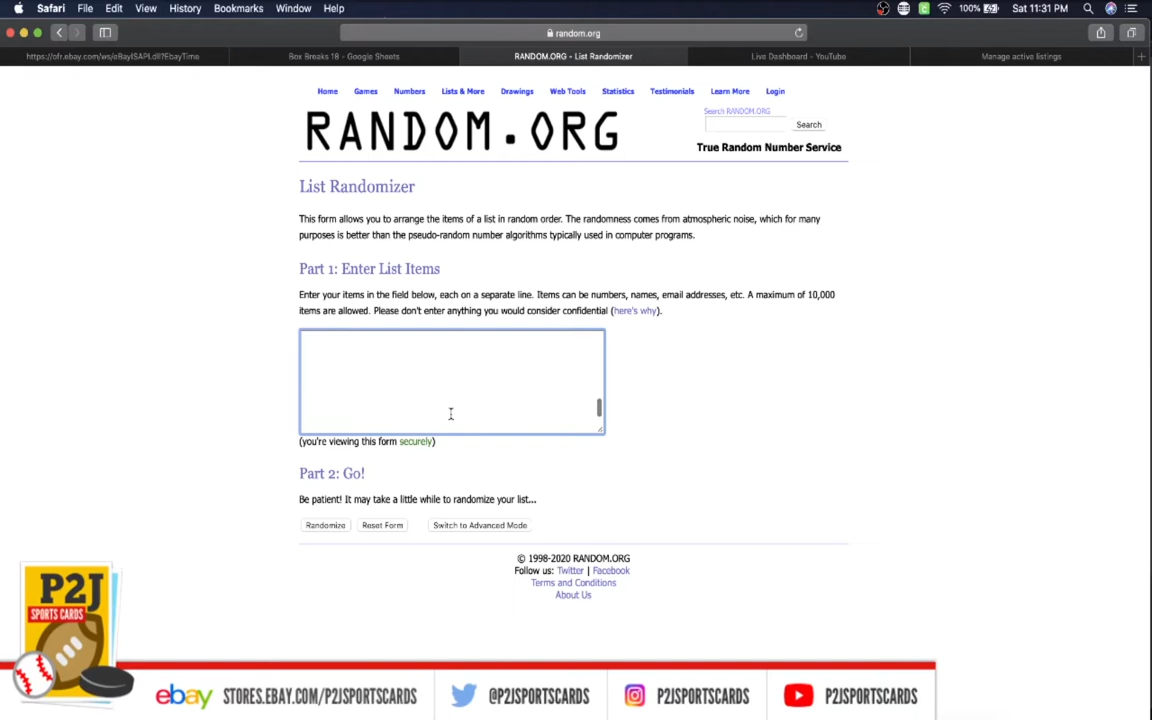 Safari File Edit View History Bookmarks Window Help 100% Sat 11:31 PM
random.org
https://ofr.ebay.com/ws/eBayISAPI.dll?EbayTime Box Breaks 18 - Google Sheets RANDOM.ORG - List Randomizer Live Dashboard - YouTube Manage active listings
Home Games Numbers Lists & More Drawings Web Tools Statistics Testimonials Learn More Login
RANDOM.ORG
Search RANDOM.ORG
Search
True Random Number Service
List Randomizer
This form allows you to arrange the items of a list in random order. The randomness comes from atmospheric noise, which for many
purposes is better than the pseudo-random number algorithms typically used in computer programs.
Part 1: Enter List Items
Enter your items in the field below, each on a separate line. Items can be numbers, names, email addresses, etc. A maximum of 10,000
items are allowed. Please don't enter anything you would consider confidential (here's why).
(you're viewing this form securely)
Part 2: Go!
Be patient! It may take a little while to randomize your list...
Randomize Reset Form Switch to Advanced Mode
© 1998-2020 RANDOM.ORG
Follow us: Twitter | Facebook
Terms and Conditions
About Us
P2J
SPORTS CARDS
ebay STORES.EBAY.COM/P2JSPORTSCARDS @P2JSPORTSCARDS P2JSPORTSCARDS P2JSPORTSCARDS